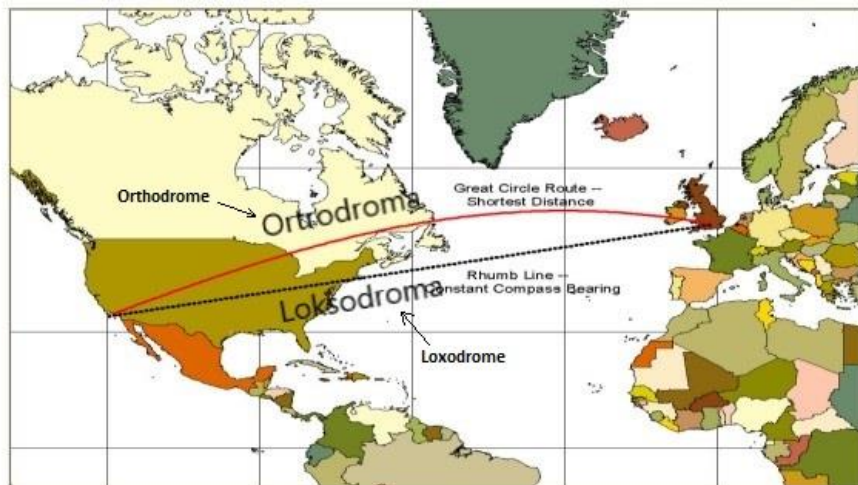 Orthodrome
Ortrodroma
Great Circle Route --
Shortest Distance
Loksodroma
Rhumb Line --
Constant Compass Bearing
Loxodrome